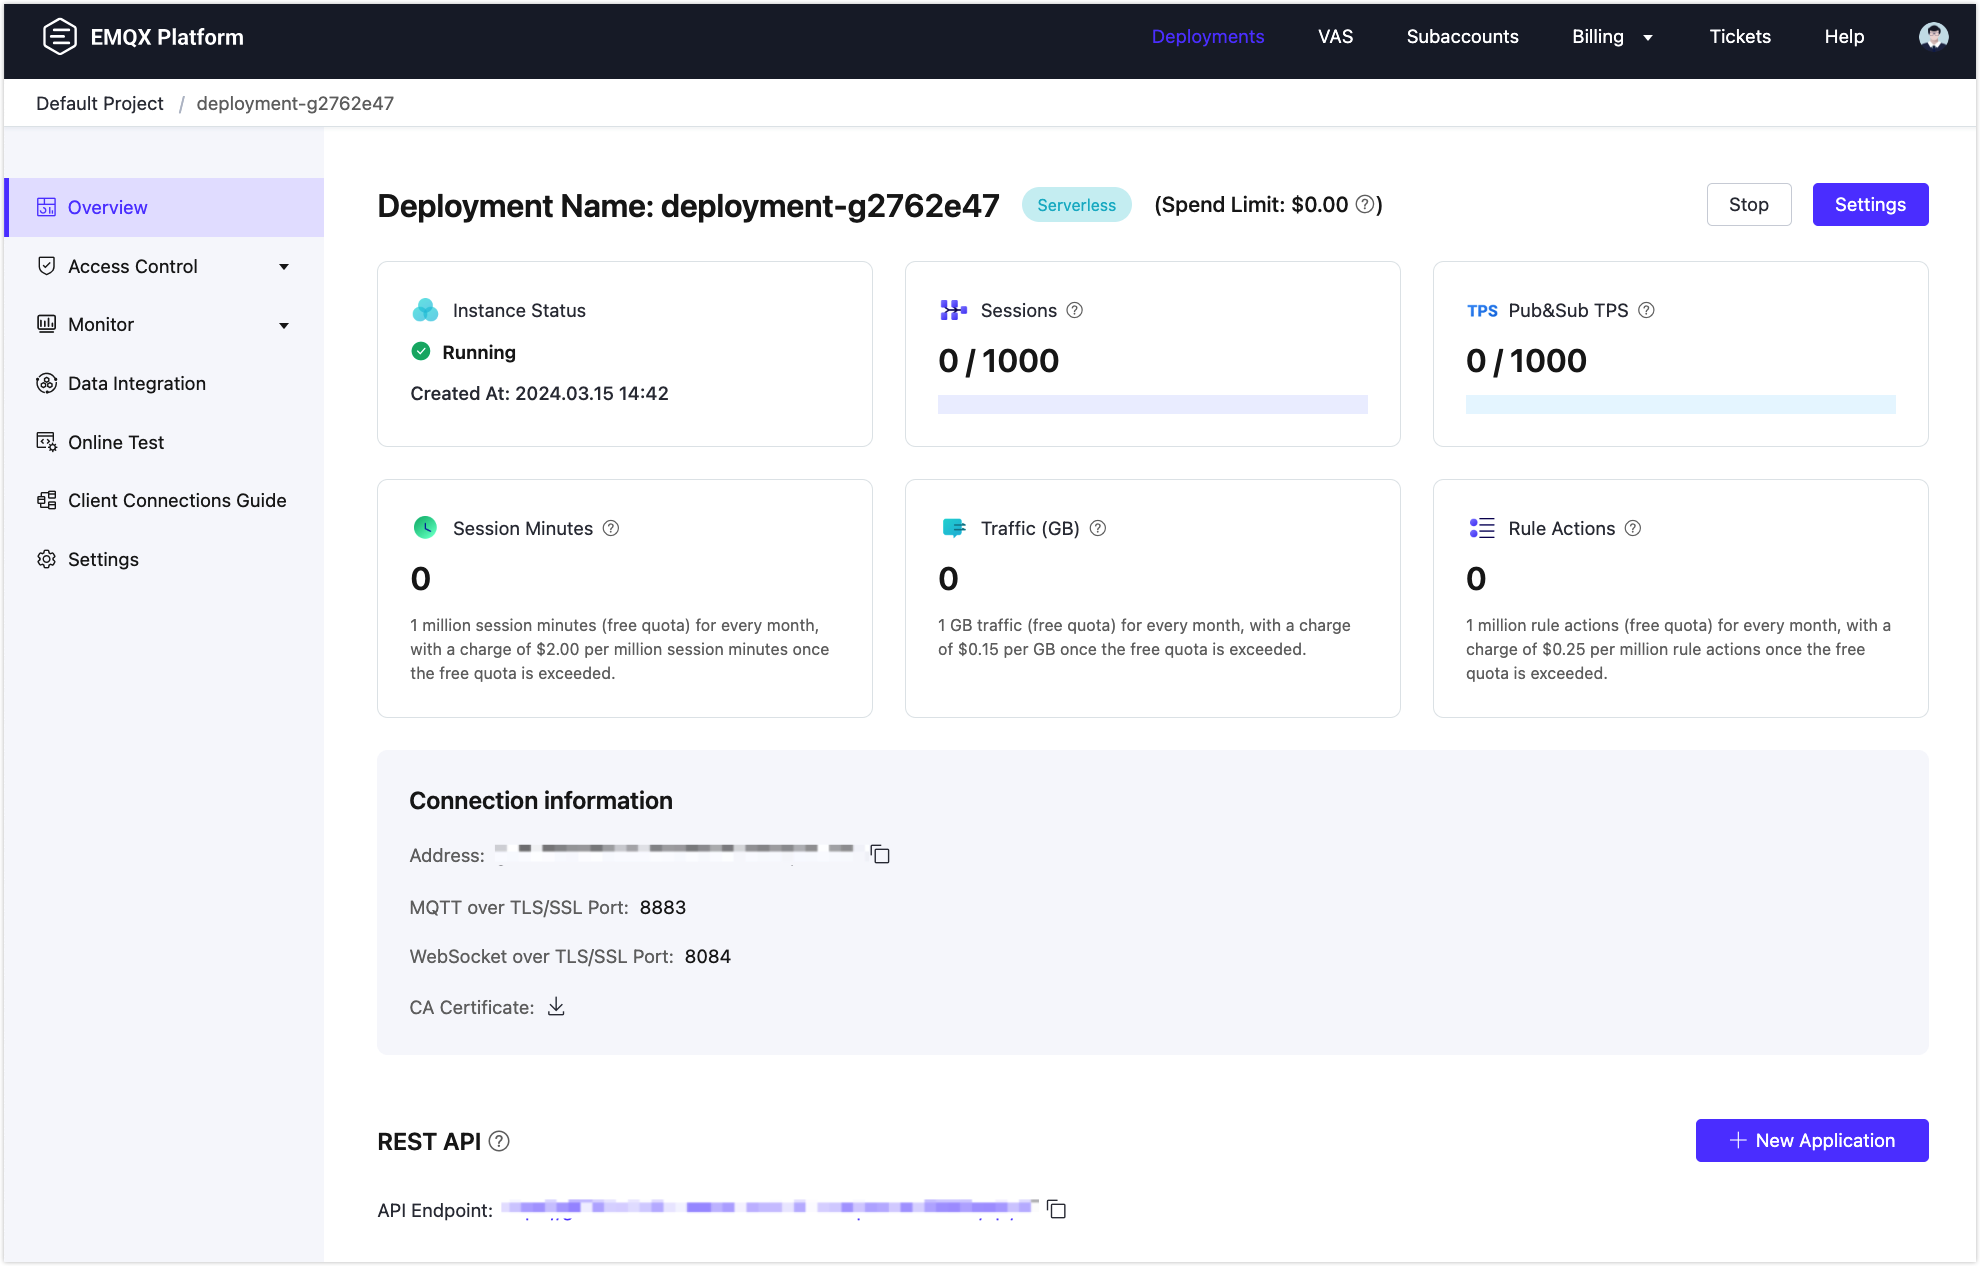 EMQX Platform
Deployments VAS Subaccounts Billing Tickets Help
Default Project / deployment-g2762e47
Overview
Access Control
Monitor
Data Integration
Online Test
Client Connections Guide
Settings
Deployment Name: deployment-g2762e47 Serverless (Spend Limit: $0.00 ?)
Stop Settings
Instance Status
Running
Created At: 2024.03.15 14:42
Sessions ?
0 / 1000
TPS Pub&Sub TPS ?
0 / 1000
Session Minutes ?
0
1 million session minutes (free quota) for every month,
with a charge of $2.00 per million session minutes once
the free quota is exceeded.
Traffic (GB) ?
0
1 GB traffic (free quota) for every month, with a charge
of $0.15 per GB once the free quota is exceeded.
Rule Actions ?
0
1 million rule actions (free quota) for every month, with a
charge of $0.25 per million rule actions once the free
quota is exceeded.
Connection information
Address:
MQTT over TLS/SSL Port: 8883
WebSocket over TLS/SSL Port: 8084
CA Certificate:
REST API ?
+ New Application
API Endpoint: